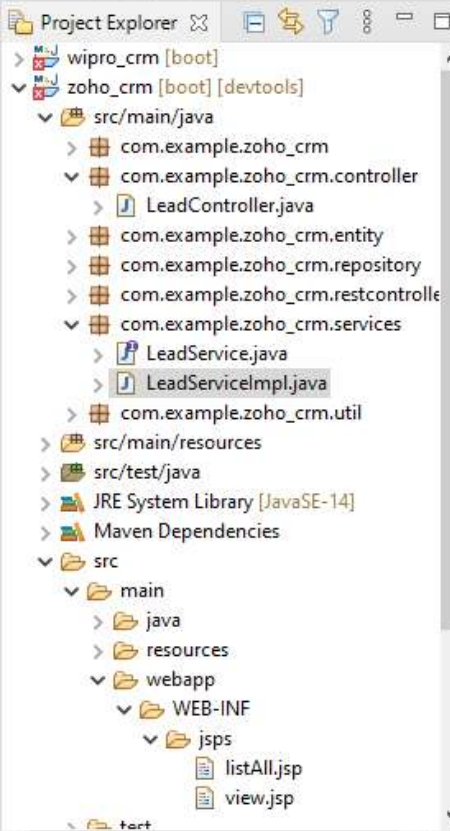 Project Explorer
wipro_crm [boot]
zoho_crm [boot] [devtools]
src/main/java
com.example.zoho_crm
com.example.zoho_crm.controller
LeadController.java
com.example.zoho_crm.entity
com.example.zoho_crm.repository
com.example.zoho_crm.restcontrolle
com.example.zoho_crm.services
LeadService.java
LeadServiceImpl.java
com.example.zoho_crm.util
src/main/resources
src/test/java
JRE System Library [JavaSE-14]
Maven Dependencies
src
main
java
resources
webapp
WEB-INF
jsps
listAll.jsp
view.jsp
test